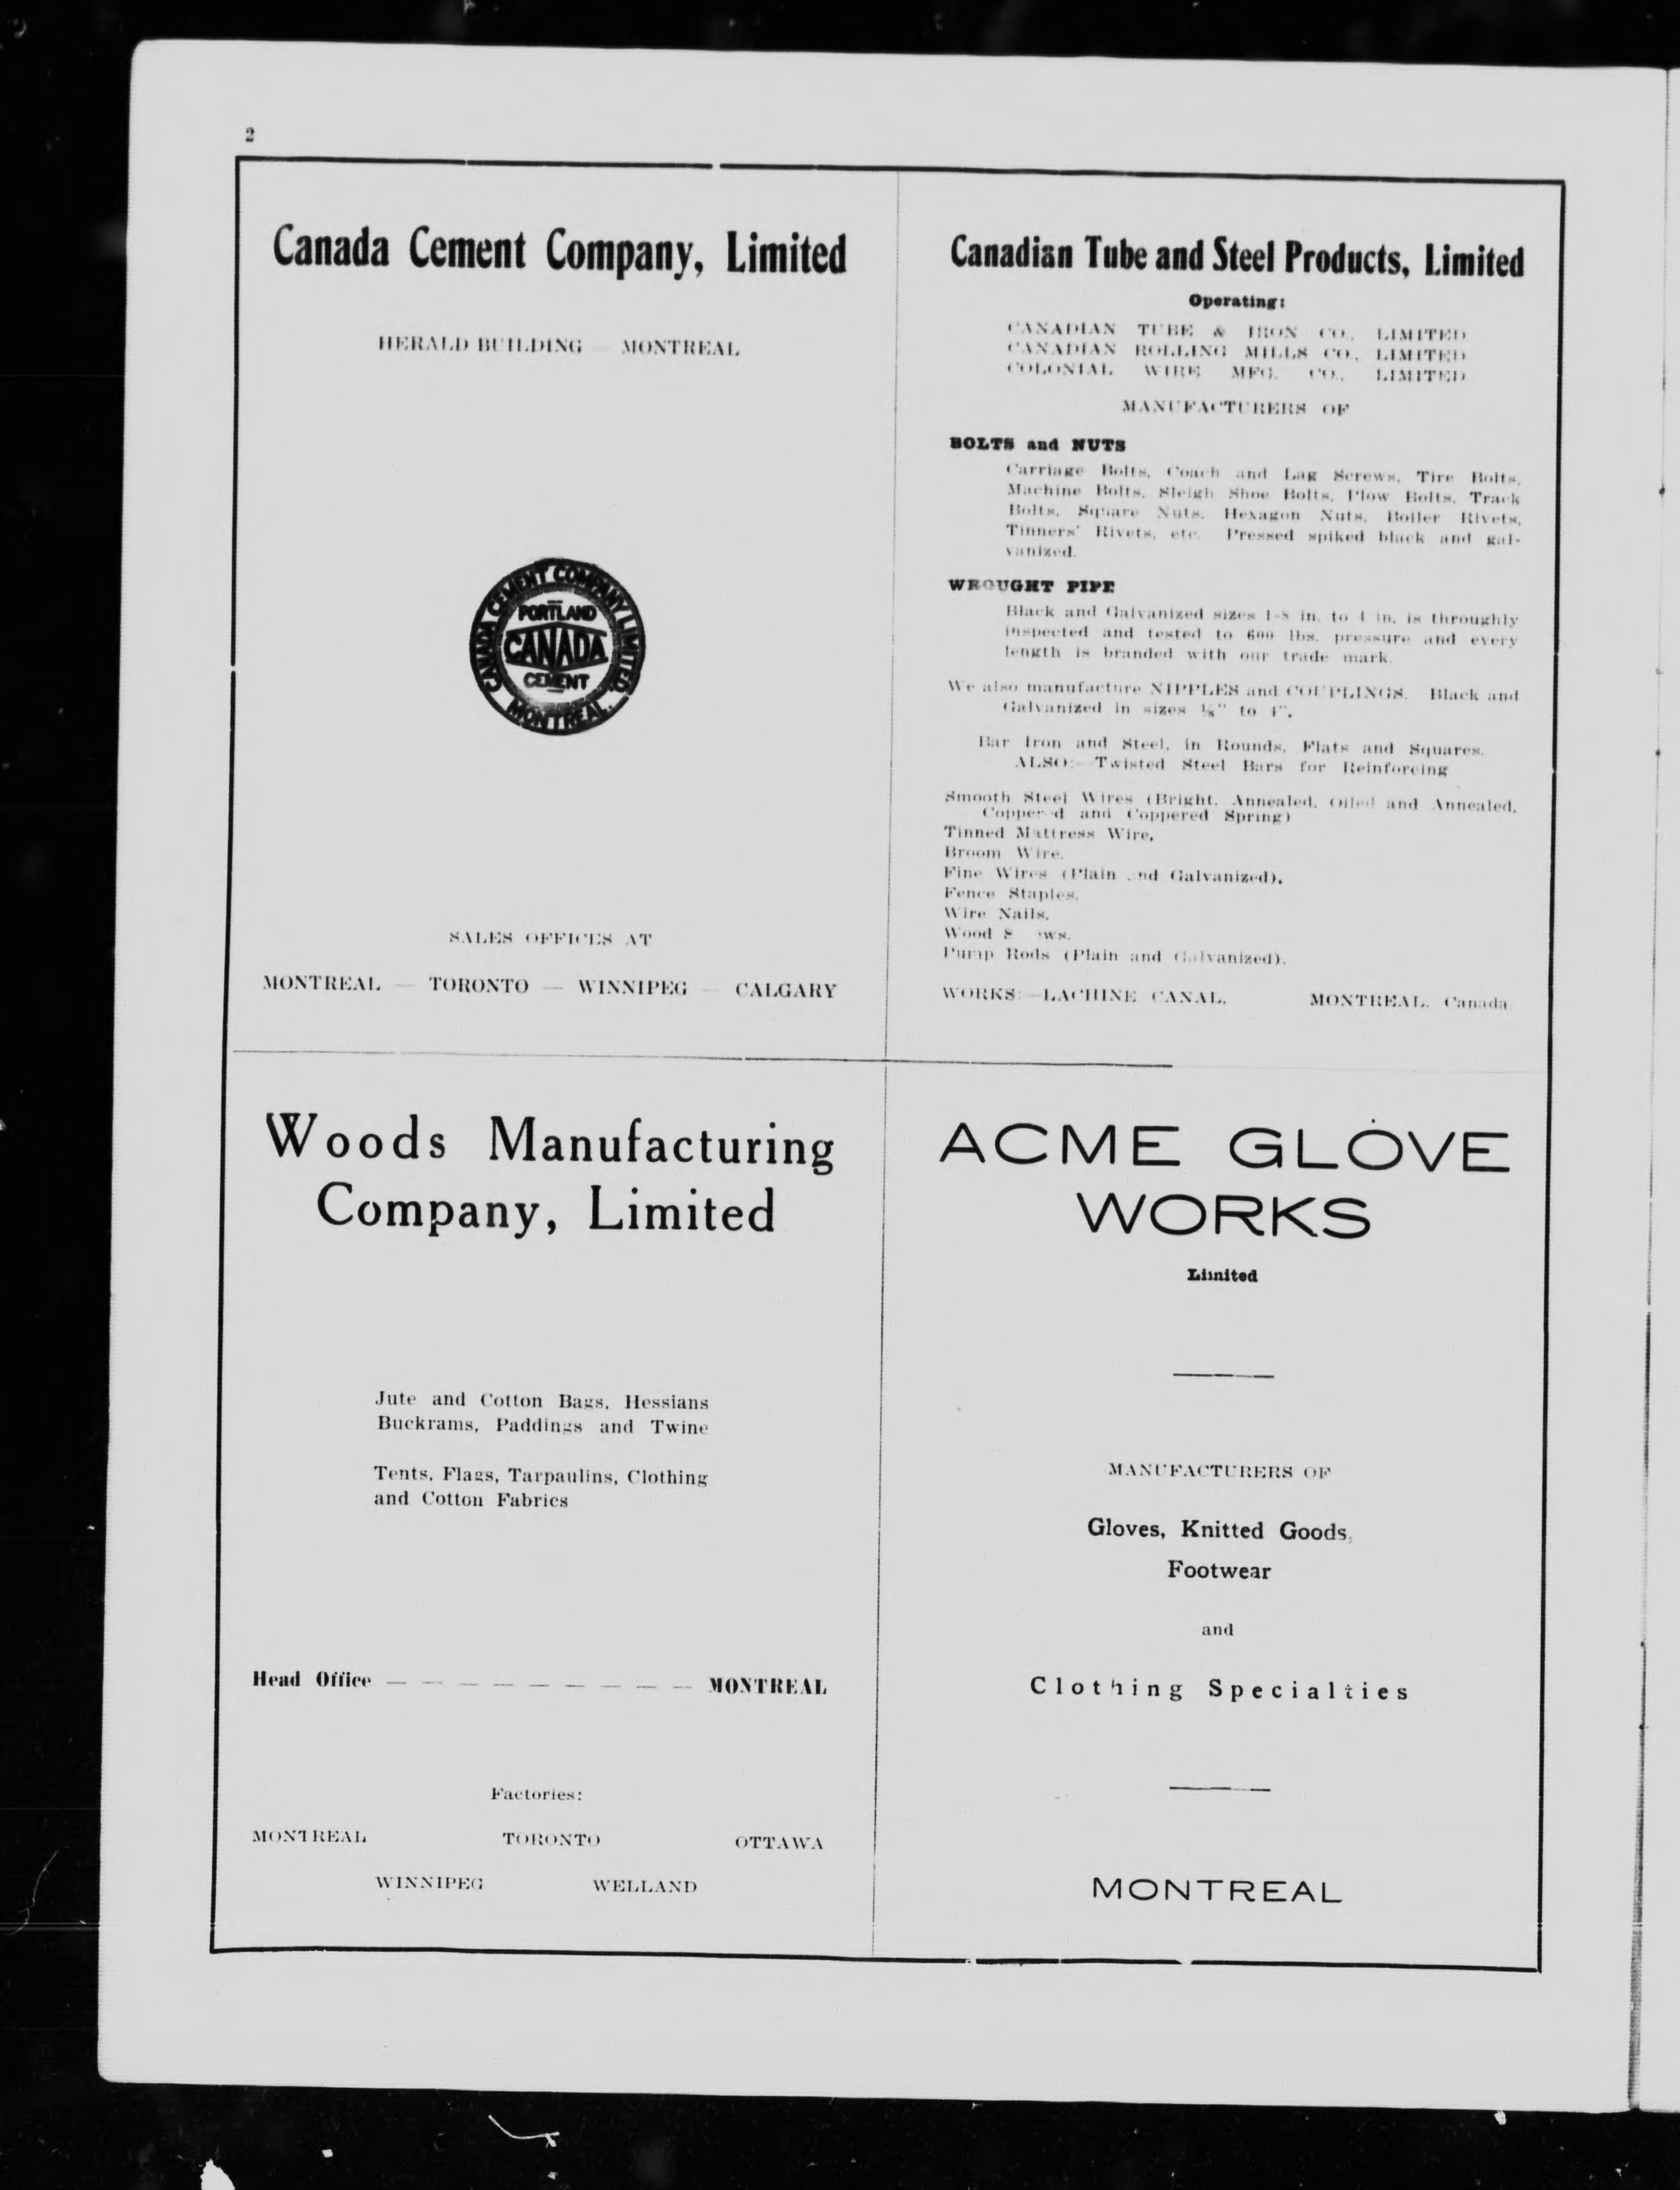 2
Canada Cement Company, Limited
HERALD BUILDING — MONTREAL
CANADA CEMENT COMPANY LIMITED
PORTLAND
CANADA
CEMENT
MONTREAL.
SALES OFFICES AT
MONTREAL — TORONTO — WINNIPEG — CALGARY
Canadian Tube and Steel Products, Limited
Operating:
CANADIAN TUBE & IRON CO., LIMITED
CANADIAN ROLLING MILLS CO., LIMITED
COLONIAL WIRE MFG. CO., LIMITED
MANUFACTURERS OF
BOLTS and NUTS
Carriage Bolts, Coach and Lag Screws, Tire Bolts,
Machine Bolts, Sleigh Shoe Bolts, Plow Bolts, Track
Bolts, Square Nuts, Hexagon Nuts, Boiler Rivets,
Tinners' Rivets, etc. Pressed spiked black and gal-
vanized.
WROUGHT PIPE
Black and Galvanized sizes 1-8 in. to 4 in. is throughly
inspected and tested to 600 lbs. pressure and every
length is branded with our trade mark.
We also manufacture NIPPLES and COUPLINGS. Black and
Galvanized in sizes ⅛" to 4".
Bar Iron and Steel, in Rounds, Flats and Squares.
ALSO:—Twisted Steel Bars for Reinforcing
Smooth Steel Wires (Bright, Annealed, Oiled and Annealed,
Coppered and Coppered Spring)
Tinned Mattress Wire,
Broom Wire,
Fine Wires (Plain and Galvanized),
Fence Staples,
Wire Nails,
Wood
Pump Rods (Plain and Galvanized).
WORKS:—LACHINE CANAL, MONTREAL, Canada
Woods Manufacturing
Company, Limited
Jute and Cotton Bags, Hessians
Buckrams, Paddings and Twine
Tents, Flags, Tarpaulins, Clothing
and Cotton Fabrics
Head Office — — — — — — — — — MONTREAL
Factories:
MONTREAL TORONTO OTTAWA
WINNIPEG WELLAND
ACME GLOVE
WORKS
Limited
MANUFACTURERS OF
Gloves, Knitted Goods,
Footwear
and
Clothing Specialties
MONTREAL